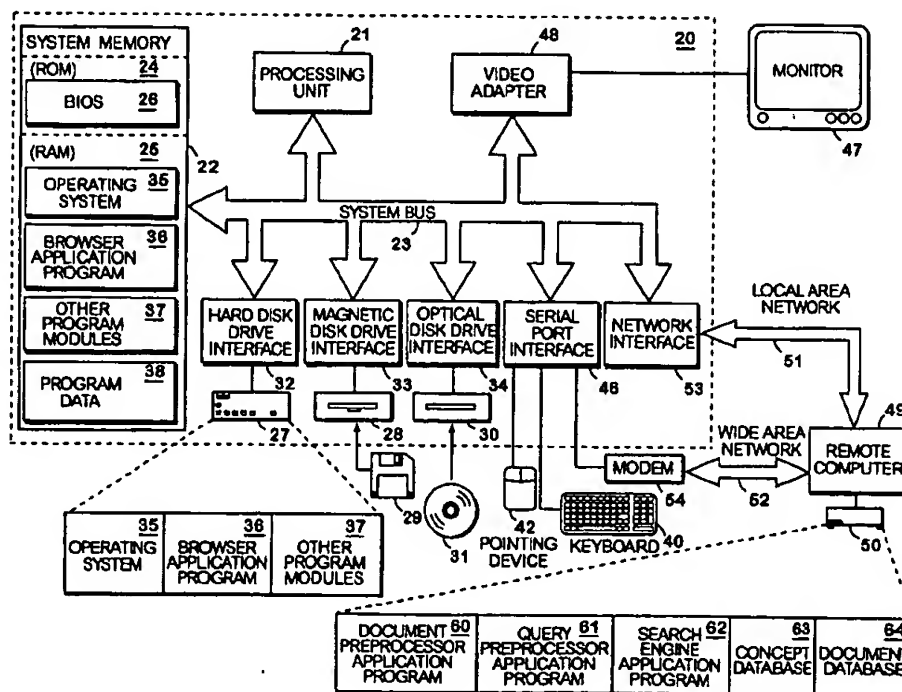 SYSTEM MEMORY
(ROM) 24
BIOS 26
(RAM) 25
22
OPERATING SYSTEM 35
BROWSER APPLICATION PROGRAM 36
OTHER PROGRAM MODULES 37
PROGRAM DATA 38
21
PROCESSING UNIT
48
VIDEO ADAPTER
20
MONITOR
47
SYSTEM BUS
23
HARD DISK DRIVE INTERFACE
32
MAGNETIC DISK DRIVE INTERFACE
33
OPTICAL DISK DRIVE INTERFACE
34
SERIAL PORT INTERFACE
46
NETWORK INTERFACE
53
LOCAL AREA NETWORK
51
27
28
30
29
31
42
POINTING DEVICE
KEYBOARD
40
MODEM
54
WIDE AREA NETWORK
52
49
REMOTE COMPUTER
50
35
OPERATING SYSTEM
36
BROWSER APPLICATION PROGRAM
37
OTHER PROGRAM MODULES
DOCUMENT 60
PREPROCESSOR APPLICATION PROGRAM
QUERY 61
PREPROCESSOR APPLICATION PROGRAM
SEARCH 62
ENGINE APPLICATION PROGRAM
63
CONCEPT DATABASE
64
DOCUMENT DATABASE